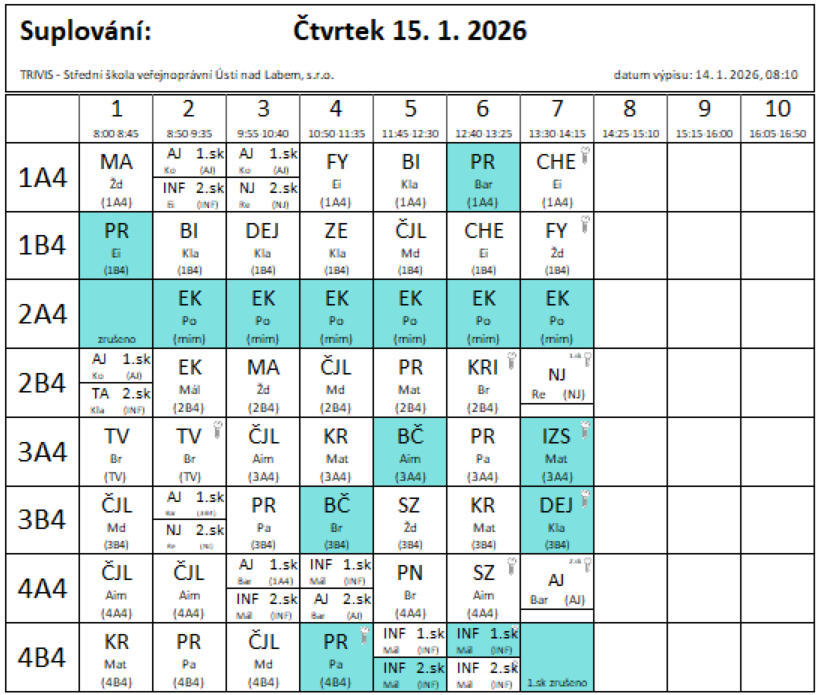 Suplování: Čtvrtek 15. 1. 2026
TRIVIS - Střední škola veřejnoprávní Ústí nad Labem, s.r.o. datum výpisu: 14. 1. 2026, 08:10
1 2 3 4 5 6 7 8 9 10
8:00-8:45 8:50-9:35 9:55-10:40 10:50-11:35 11:45-12:30 12:40-13:25 13:30-14:15 14:25-15:10 15:15-16:00 16:05-16:50
1A4
MA
Žd
(1A4)
AJ 1.sk
Ko (AJ)
INF 2.sk
Ei (INF)
AJ 1.sk
Ko (AJ)
NJ 2.sk
Re (NJ)
FY
Ei
(1A4)
BI
Kla
(1A4)
PR
Bar
(1A4)
CHE
Ei
(1A4)
1B4
PR
Ei
(1B4)
BI
Kla
(1B4)
DEJ
Kla
(1B4)
ZE
Kla
(1B4)
ČJL
Md
(1B4)
CHE
Ei
(1B4)
FY
Žd
(1B4)
2A4
zrušeno
EK
Po
(mim)
EK
Po
(mim)
EK
Po
(mim)
EK
Po
(mim)
EK
Po
(mim)
EK
Po
(mim)
2B4
AJ 1.sk
Ko (AJ)
TA 2.sk
Kla (INF)
EK
Mál
(2B4)
MA
Žd
(2B4)
ČJL
Md
(2B4)
PR
Mat
(2B4)
KRI
Br
(2B4)
1.sk
NJ
Re (NJ)
3A4
TV
Br
(TV)
TV
Br
(TV)
ČJL
Aim
(3A4)
KR
Mat
(3A4)
BČ
Aim
(3A4)
PR
Pa
(3A4)
IZS
Mat
(3A4)
3B4
ČJL
Md
(3B4)
AJ 1.sk
Bar (3B4)
NJ 2.sk
Re (NJ)
PR
Pa
(3B4)
BČ
Br
(3B4)
SZ
Žd
(3B4)
KR
Mat
(3B4)
DEJ
Kla
(3B4)
4A4
ČJL
Aim
(4A4)
ČJL
Aim
(4A4)
AJ 1.sk
Bar (1A4)
INF 2.sk
Mál (INF)
INF 1.sk
Mál (INF)
AJ 2.sk
Bar (AJ)
PN
Br
(4A4)
SZ
Aim
(4A4)
2.sk
AJ
Bar (AJ)
4B4
KR
Mat
(4B4)
PR
Pa
(4B4)
ČJL
Md
(4B4)
PR
Pa
(4B4)
INF 1.sk
Mál (INF)
INF 2.sk
Mál (INF)
INF 1.sk
Mál (INF)
INF 2.sk
Mál (INF)
1.sk zrušeno